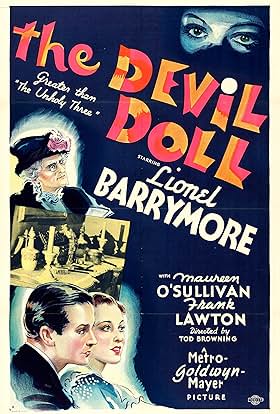 the DEVIL
DOLL
Greater than
"The Unholy Three"
STARRING
Lionel
BARRYMORE
WITH Maureen
O'SULLIVAN
Frank
LAWTON
Directed by
TOD BROWNING
A
Metro-
Goldwyn-
Mayer
PICTURE